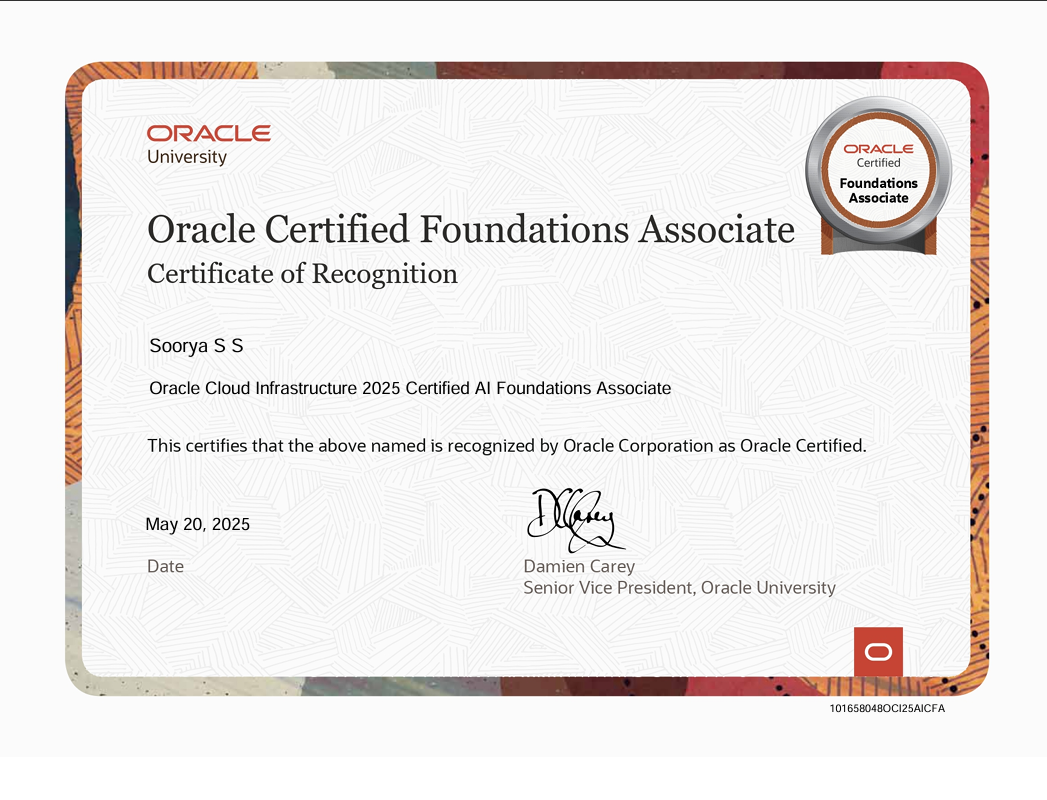 ORACLE
University
ORACLE
Certified
Foundations
Associate
Oracle Certified Foundations Associate
Certificate of Recognition
Soorya S S
Oracle Cloud Infrastructure 2025 Certified AI Foundations Associate
This certifies that the above named is recognized by Oracle Corporation as Oracle Certified.
May 20, 2025
Date
DCarey
Damien Carey
Senior Vice President, Oracle University
101658048OCI25AICFA